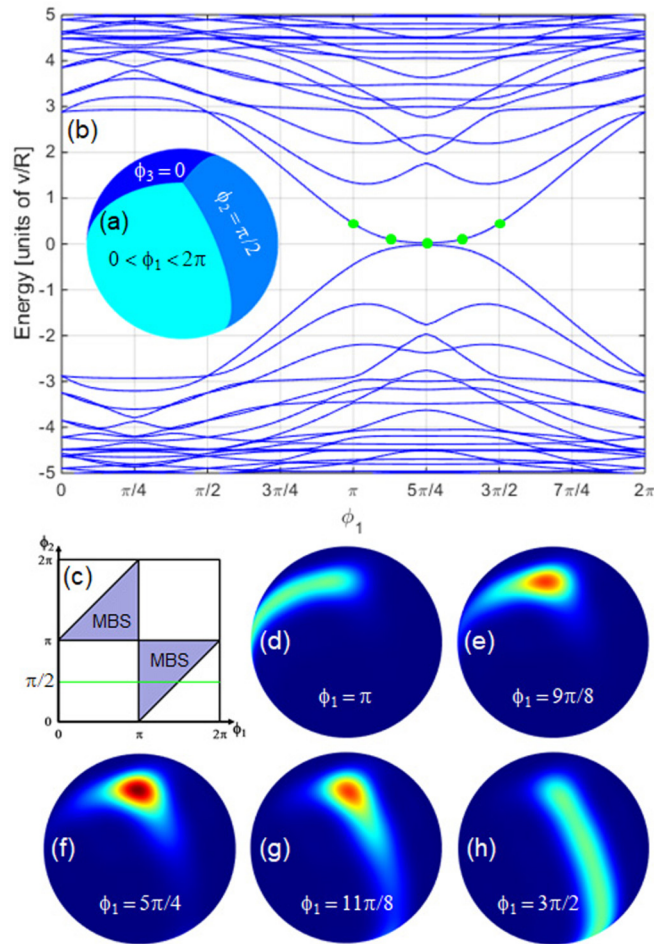 5
4
3
2
1
0
-1
-2
-3
-4
-5
Energy [units of v/R]
(b)
(a)
ϕ₃ = 0
ϕ₂ = π/2
0 < ϕ₁ < 2π
0 π/4 π/2 3π/4 π 5π/4 3π/2 7π/4 2π
ϕ₁
(c)
ϕ₂
2π
π
π/2
0
MBS
MBS
0 π 2π ϕ₁
(d)
ϕ₁ = π
(e)
ϕ₁ = 9π/8
(f)
ϕ₁ = 5π/4
(g)
ϕ₁ = 11π/8
(h)
ϕ₁ = 3π/2